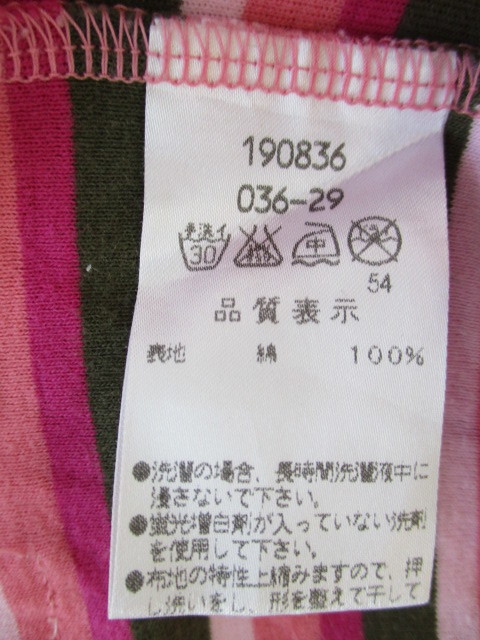 190836
036-29
手洗イ
30
中
54
品質表示
表地 綿 100%
●洗濯の場合、長時間洗濯液中に
浸さないで下さい。
●蛍光増白剤が入っていない洗剤
を使用して下さい。
●布地の特性上縮みますので、押
し洗いをし、形を整えて干して